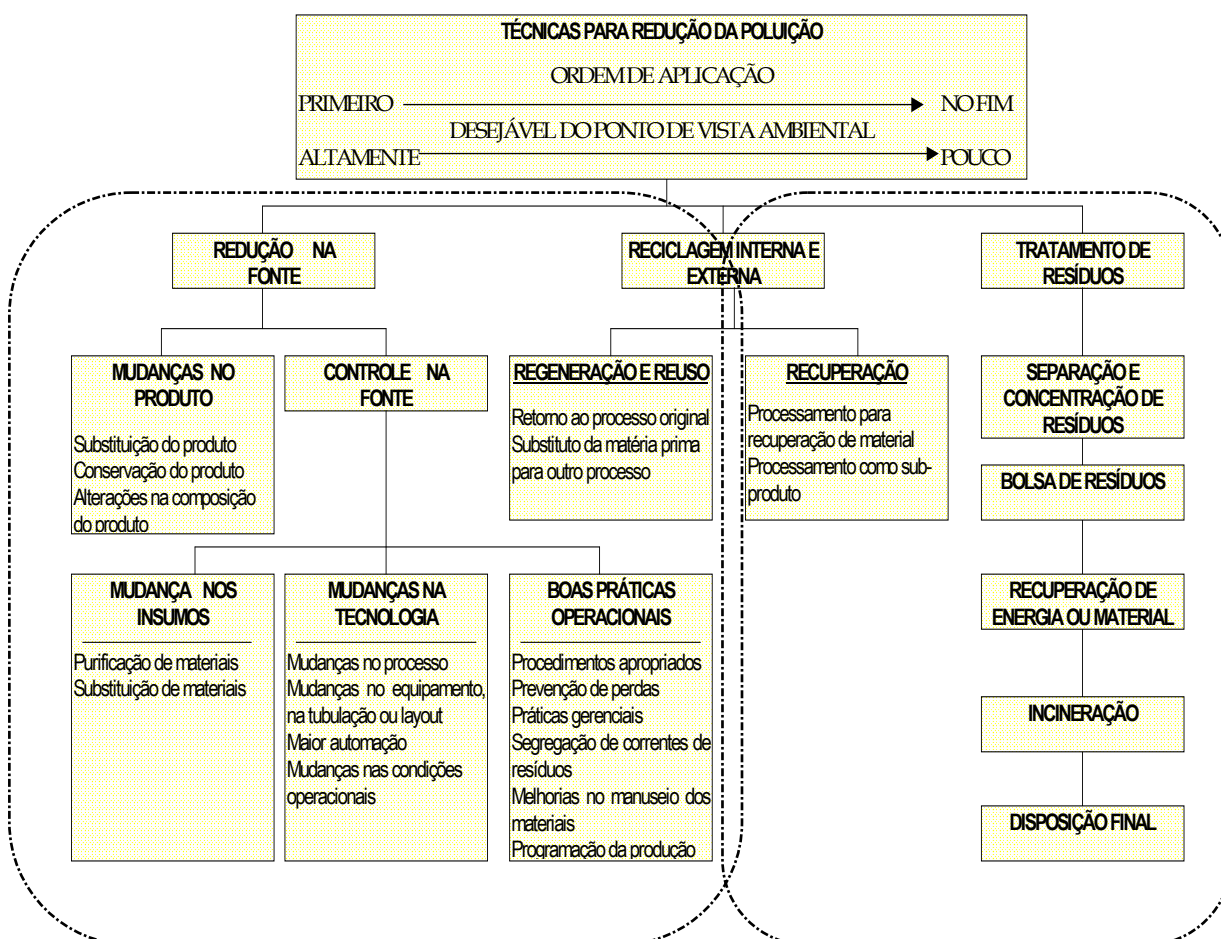 TÉCNICAS PARA REDUÇÃO DA POLUIÇÃO
ORDEM DE APLICAÇÃO
PRIMEIRO NO FIM
DESEJÁVEL DO PONTO DE VISTA AMBIENTAL
ALTAMENTE POUCO
REDUÇÃO NA
FONTE
RECICLAGEM INTERNA E
EXTERNA
TRATAMENTO DE
RESÍDUOS
MUDANÇAS NO
PRODUTO
Substituição do produto
Conservação do produto
Alterações na composição
do produto
CONTROLE NA
FONTE
REGENERAÇÃO E REUSO
Retorno ao processo original
Substituto da matéria prima
para outro processo
RECUPERAÇÃO
Processamento para
recuperação de material
Processamento como sub-
produto
SEPARAÇÃO E
CONCENTRAÇÃO DE
RESÍDUOS
BOLSA DE RESÍDUOS
MUDANÇA NOS
INSUMOS
Purificação de materiais
Substituição de materiais
MUDANÇAS NA
TECNOLOGIA
Mudanças no processo
Mudanças no equipamento,
na tubulação ou layout
Maior automação
Mudanças nas condições
operacionais
BOAS PRÁTICAS
OPERACIONAIS
Procedimentos apropriados
Prevenção de perdas
Práticas gerenciais
Segregação de correntes de
resíduos
Melhorias no manuseio dos
materiais
Programação da produção
RECUPERAÇÃO DE
ENERGIA OU MATERIAL
INCINERAÇÃO
DISPOSIÇÃO FINAL